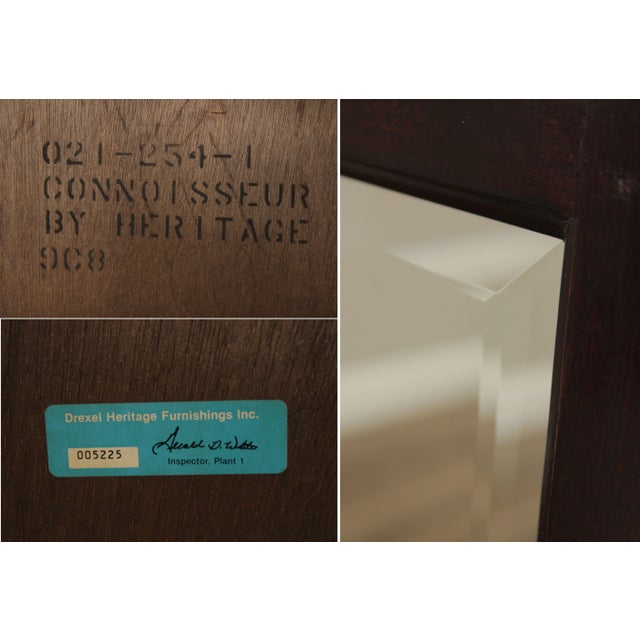 021-254-1
CONNOISSEUR
BY HERITAGE
9C8
Drexel Heritage Furnishings Inc.
005225
Inspector, Plant 1